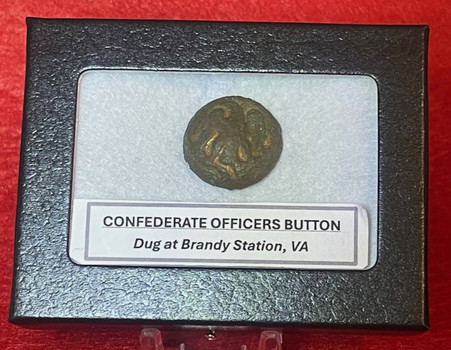 CONFEDERATE OFFICERS BUTTON
Dug at Brandy Station, VA